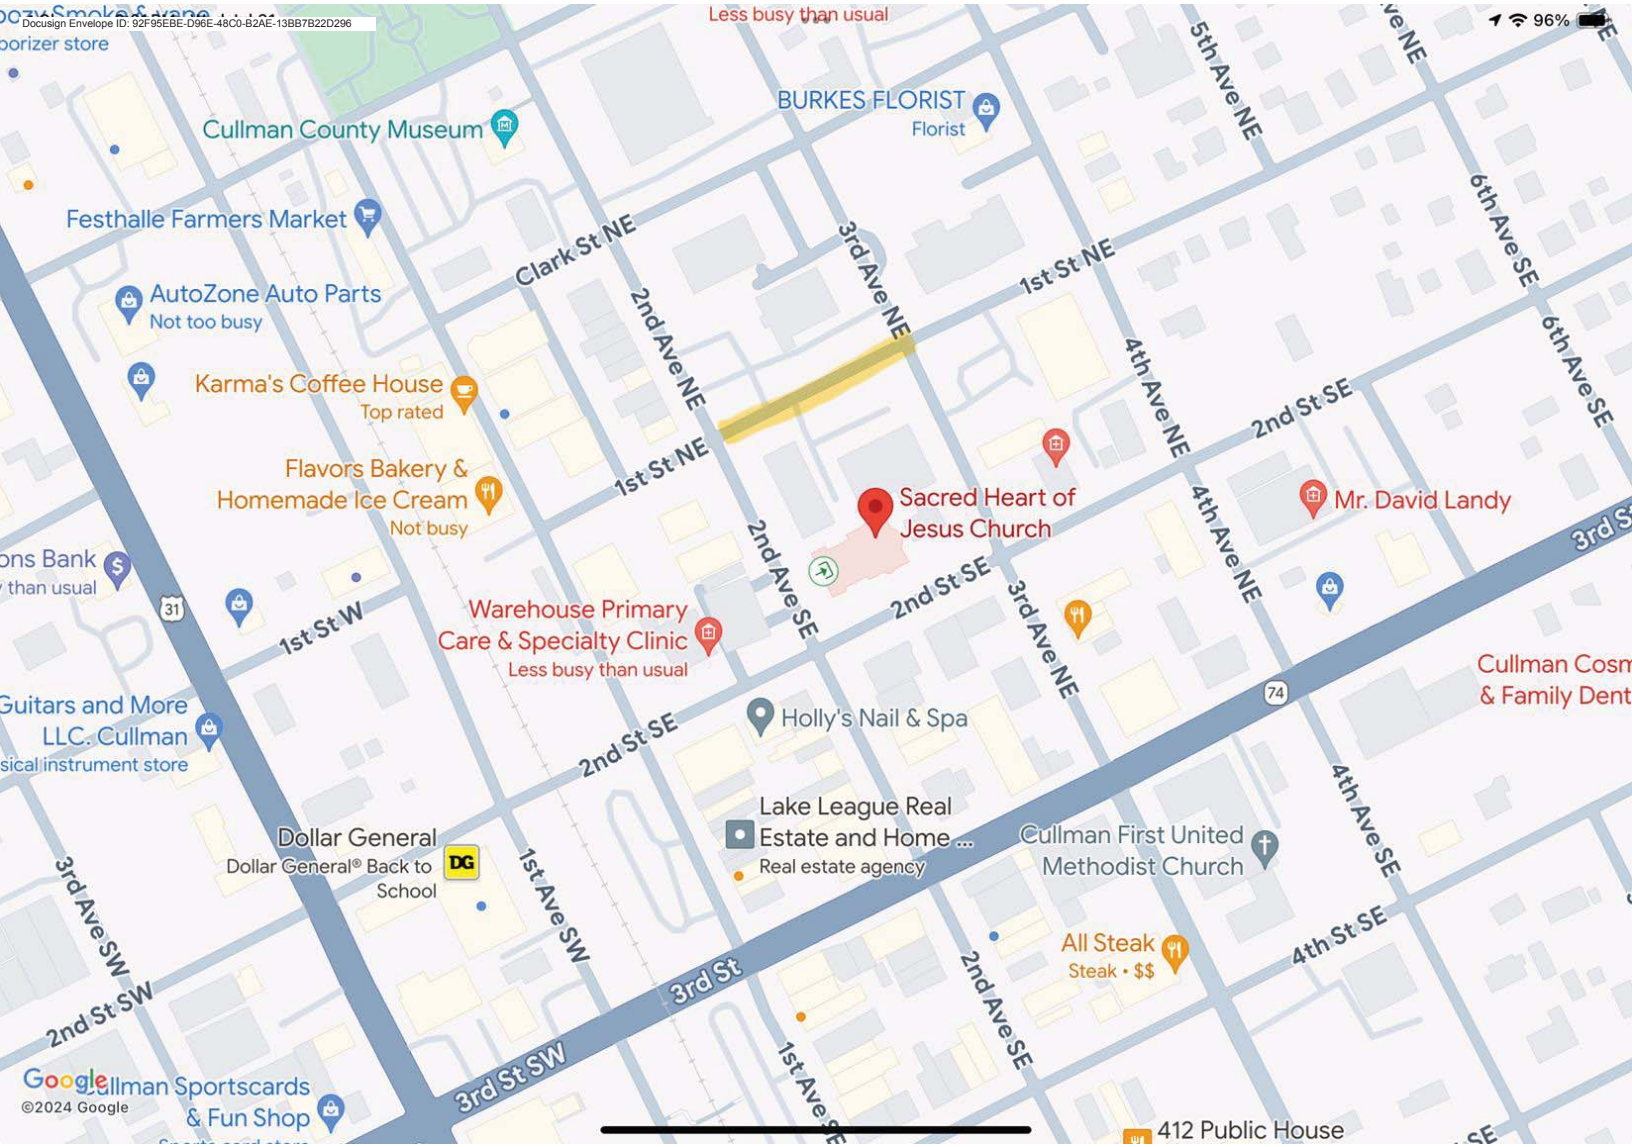 Docusign Envelope ID: 92F95EBE-D96E-48C0-B2AE-13BB7B22D296
Less busy than usual
96%
porizer store
5th Ave NE
ve NE
BURKES FLORIST
Florist
Cullman County Museum
6th Ave SE
Festhalle Farmers Market
Clark St NE
3rd Ave NE
1st St NE
AutoZone Auto Parts
Not too busy
2nd Ave NE
6th Ave SE
4th Ave NE
Karma's Coffee House
Top rated
2nd St SE
1st St NE
Flavors Bakery &
Homemade Ice Cream
Not busy
Sacred Heart of
Jesus Church
Mr. David Landy
4th Ave NE
3rd S
2nd Ave SE
ons Bank
than usual
31
1st St W
2nd St SE
3rd Ave NE
Warehouse Primary
Care & Specialty Clinic
Less busy than usual
Cullman Cosm
& Family Dent
74
Guitars and More
LLC. Cullman
sical instrument store
Holly's Nail & Spa
2nd St SE
4th Ave SE
Lake League Real
Estate and Home ...
Real estate agency
Cullman First United
Methodist Church
Dollar General
Dollar General® Back to
School
DG
1st Ave SW
3rd Ave SW
All Steak
Steak • $$
4th St SE
3rd St
2nd Ave SE
2nd St SW
3rd St SW
1st Ave S
Google
©2024 Google
ullman Sportscards
& Fun Shop
412 Public House
SE